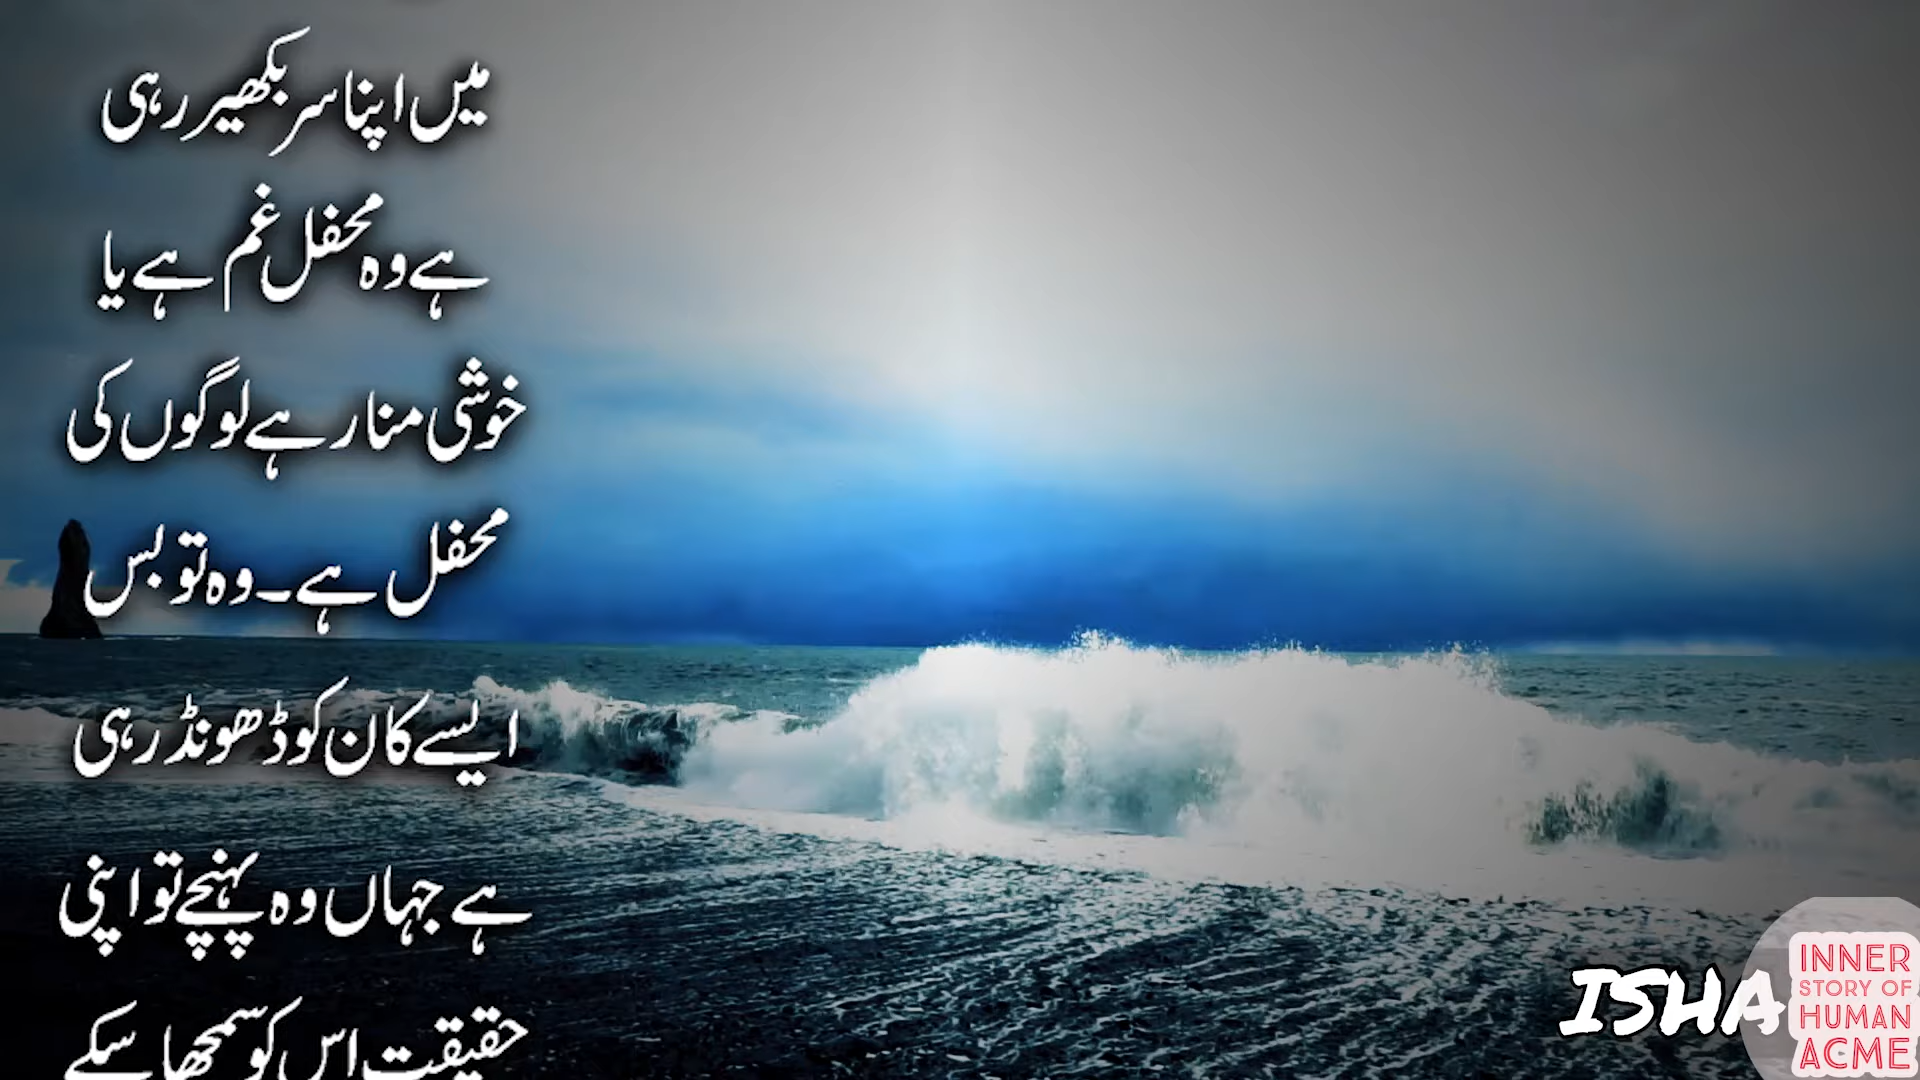 میں اپنا سر بکھیر رہی
ہے وہ محفل غم ہے یا
خوشی منا رہے لوگوں کی
محفل ہے۔ وہ تو بس
ایسے کان کو ڈھونڈ رہی
ہے جہاں وہ پہنچے تو اپنی
حقیقت اس کو سمجھا سکے
ISHA
INNER
STORY OF
HUMAN
ACME